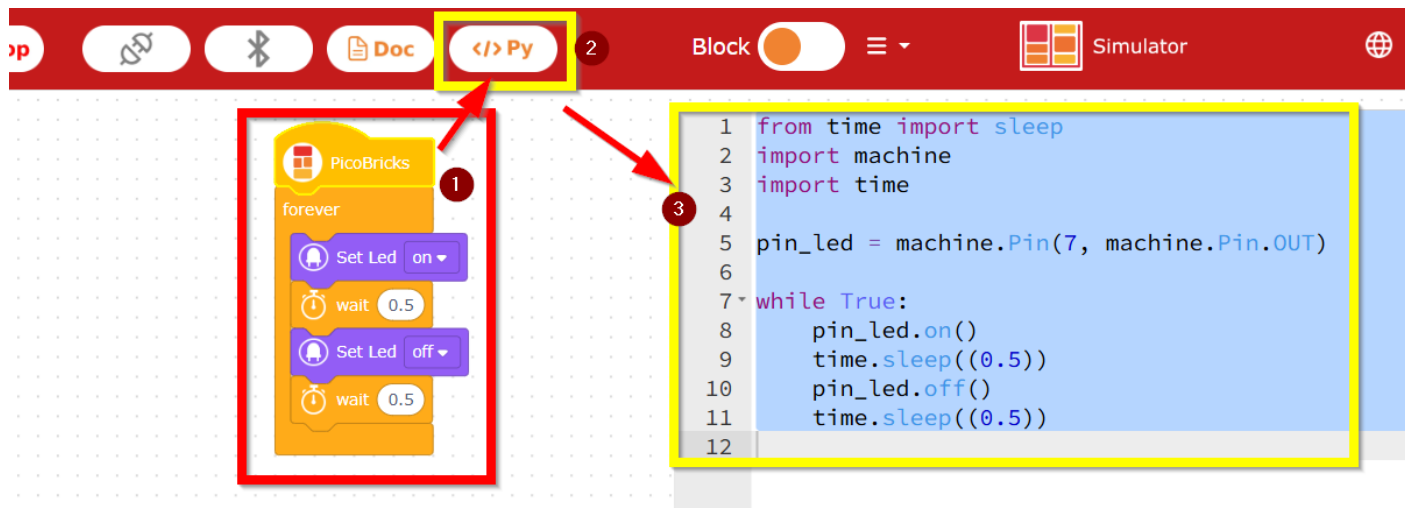 op
Doc
</> Py
2
Block
Simulator
PicoBricks
1
forever
Set Led on
wait 0.5
Set Led off
wait 0.5
3
1 from time import sleep
2 import machine
3 import time
4
5 pin_led = machine.Pin(7, machine.Pin.OUT)
6
7 while True:
8     pin_led.on()
9     time.sleep((0.5))
10     pin_led.off()
11     time.sleep((0.5))
12